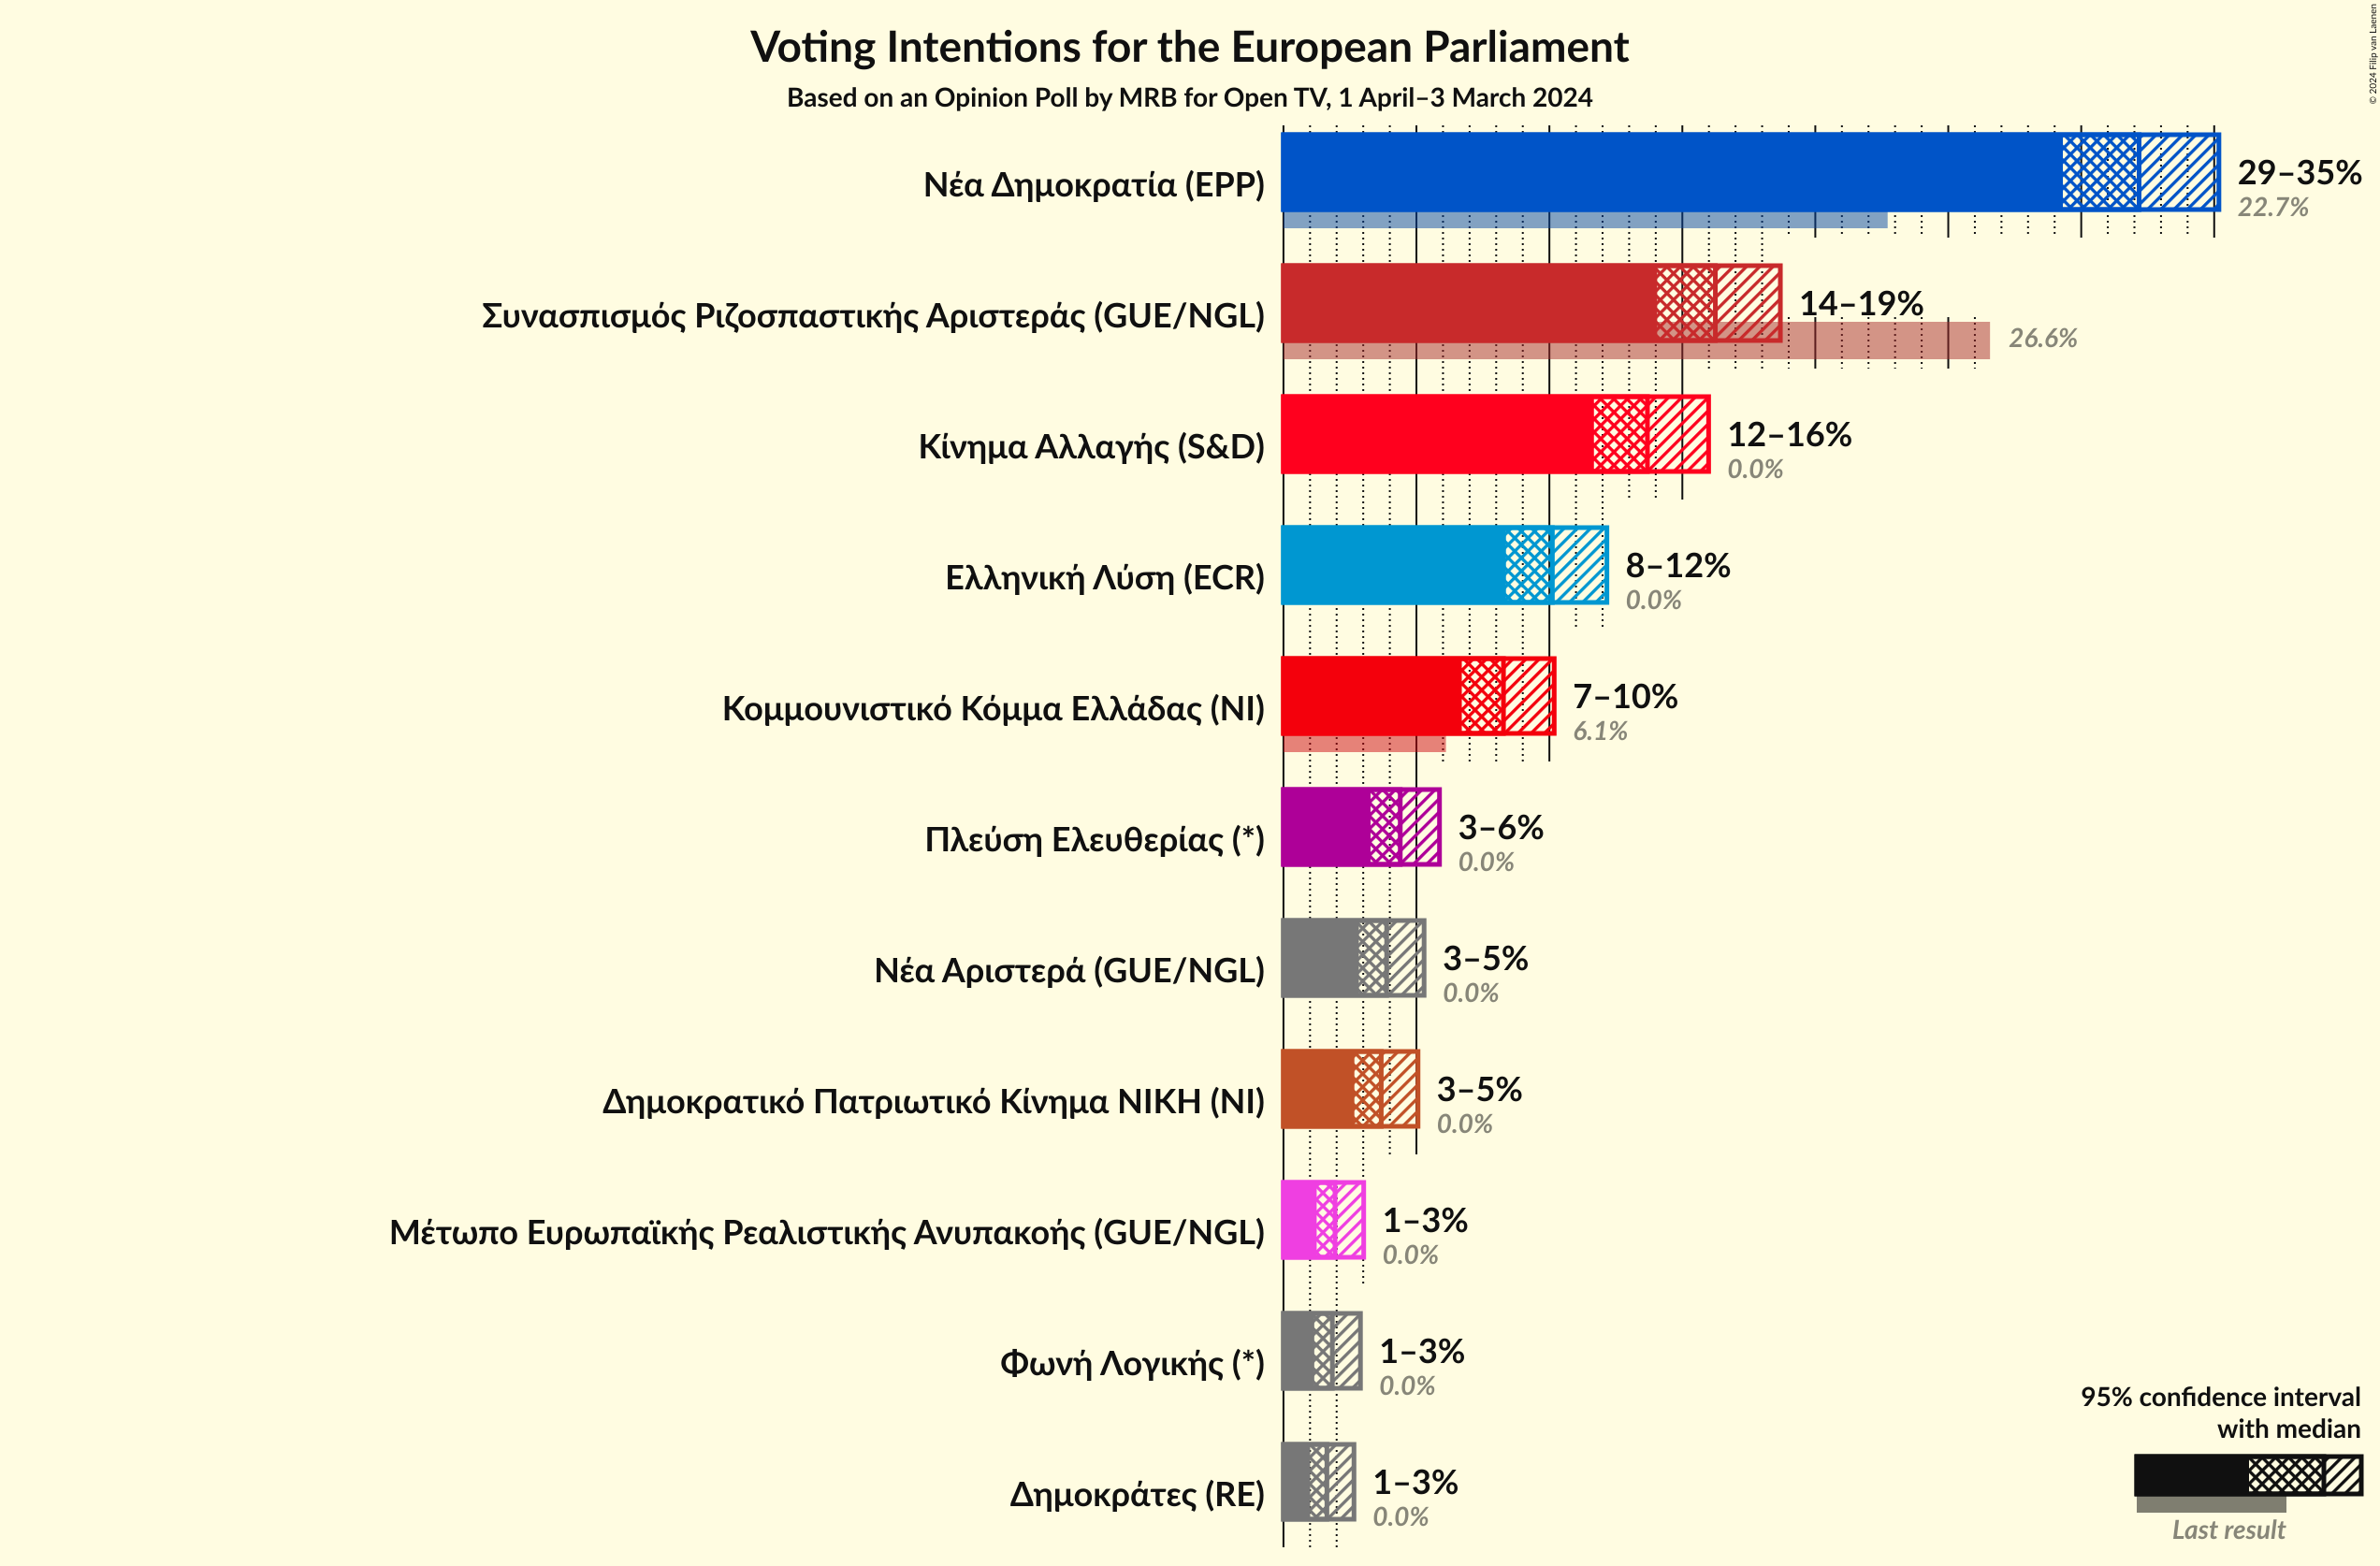 © 2024 Filip van Laenen
Voting Intentions for the European Parliament
Based on an Opinion Poll by MRB for Open TV, 1 April–3 March 2024
Νέα Δημοκρατία (EPP)
29–35%
22.7%
Συνασπισμός Ριζοσπαστικής Αριστεράς (GUE/NGL)
14–19%
26.6%
Κίνημα Αλλαγής (S&D)
12–16%
0.0%
Ελληνική Λύση (ECR)
8–12%
0.0%
Κομμουνιστικό Κόμμα Ελλάδας (NI)
7–10%
6.1%
Πλεύση Ελευθερίας (*)
3–6%
0.0%
Νέα Αριστερά (GUE/NGL)
3–5%
0.0%
Δημοκρατικό Πατριωτικό Κίνημα ΝΙΚΗ (NI)
3–5%
0.0%
Μέτωπο Ευρωπαϊκής Ρεαλιστικής Ανυπακοής (GUE/NGL)
1–3%
0.0%
Φωνή Λογικής (*)
1–3%
0.0%
Δημοκράτες (RE)
1–3%
0.0%
95% confidence interval
with median
Last result